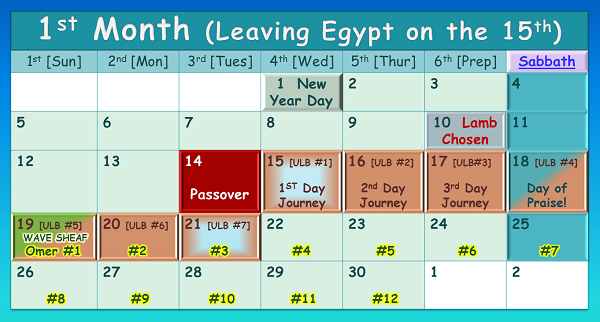 1st Month (Leaving Egypt on the 15th)
1st [Sun] 2nd [Mon] 3rd [Tues] 4th [Wed] 5th [Thur] 6th [Prep] Sabbath
1 New Year Day 2 3 4
5 6 7 8 9 10 Lamb Chosen 11
12 13 14 Passover 15 [ULB #1] 1ST Day Journey 16 [ULB #2] 2nd Day Journey 17 [ULB#3] 3rd Day Journey 18 [ULB #4] Day of Praise!
19 [ULB #5] WAVE SHEAF Omer #1 20 [ULB #6] #2 21 [ULB #7] #3 22 #4 23 #5 24 #6 25 #7
26 #8 27 #9 28 #10 29 #11 30 #12 1 2